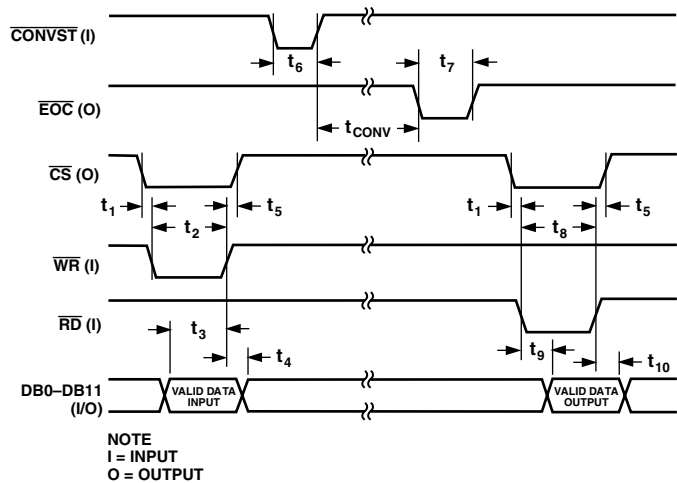 CONVST (I)
t6
t7
EOC (O)
tCONV
CS (O)
t1
t5
t1
t5
t2
t8
WR (I)
RD (I)
t3
t4
t9
t10
DB0–DB11
(I/O)
VALID DATA
INPUT
VALID DATA
OUTPUT
NOTE
I = INPUT
O = OUTPUT